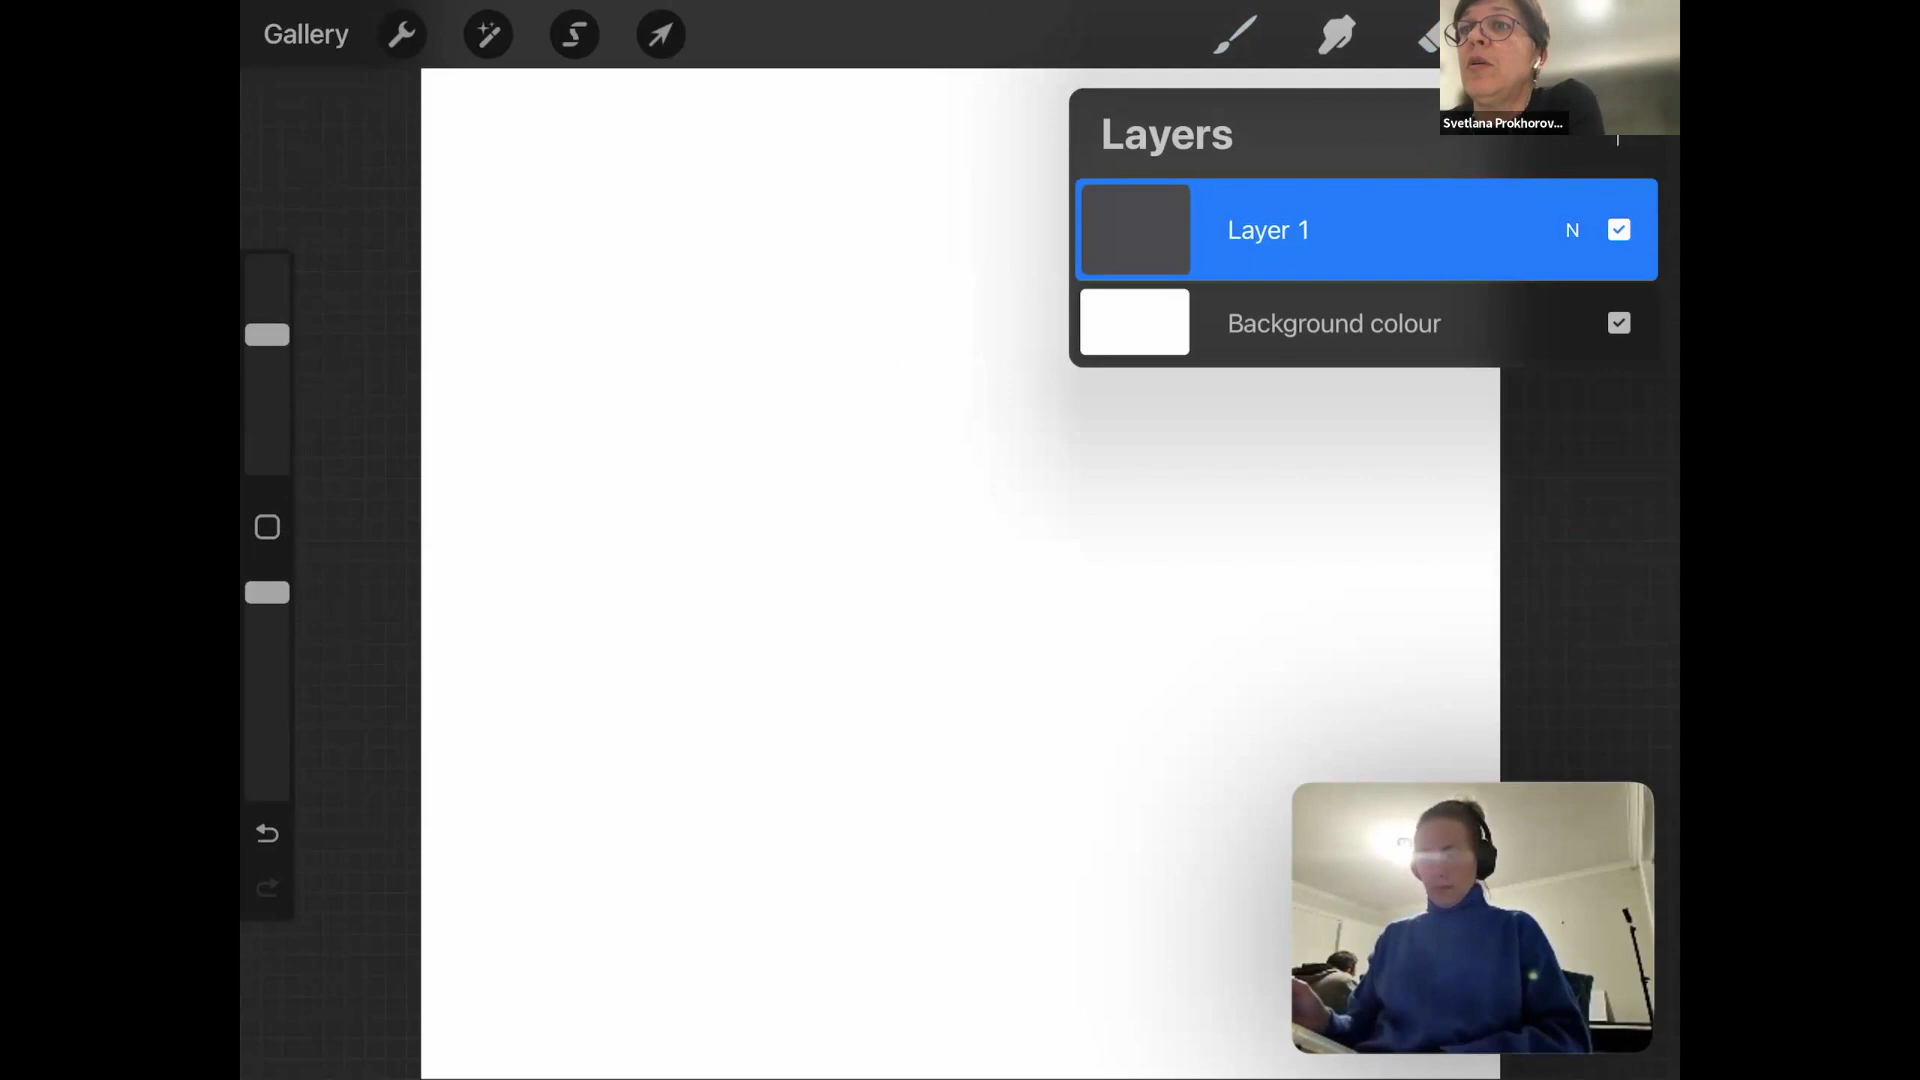 Gallery
Svetlana Prokhorov...
Layers
Layer 1
N
Background colour